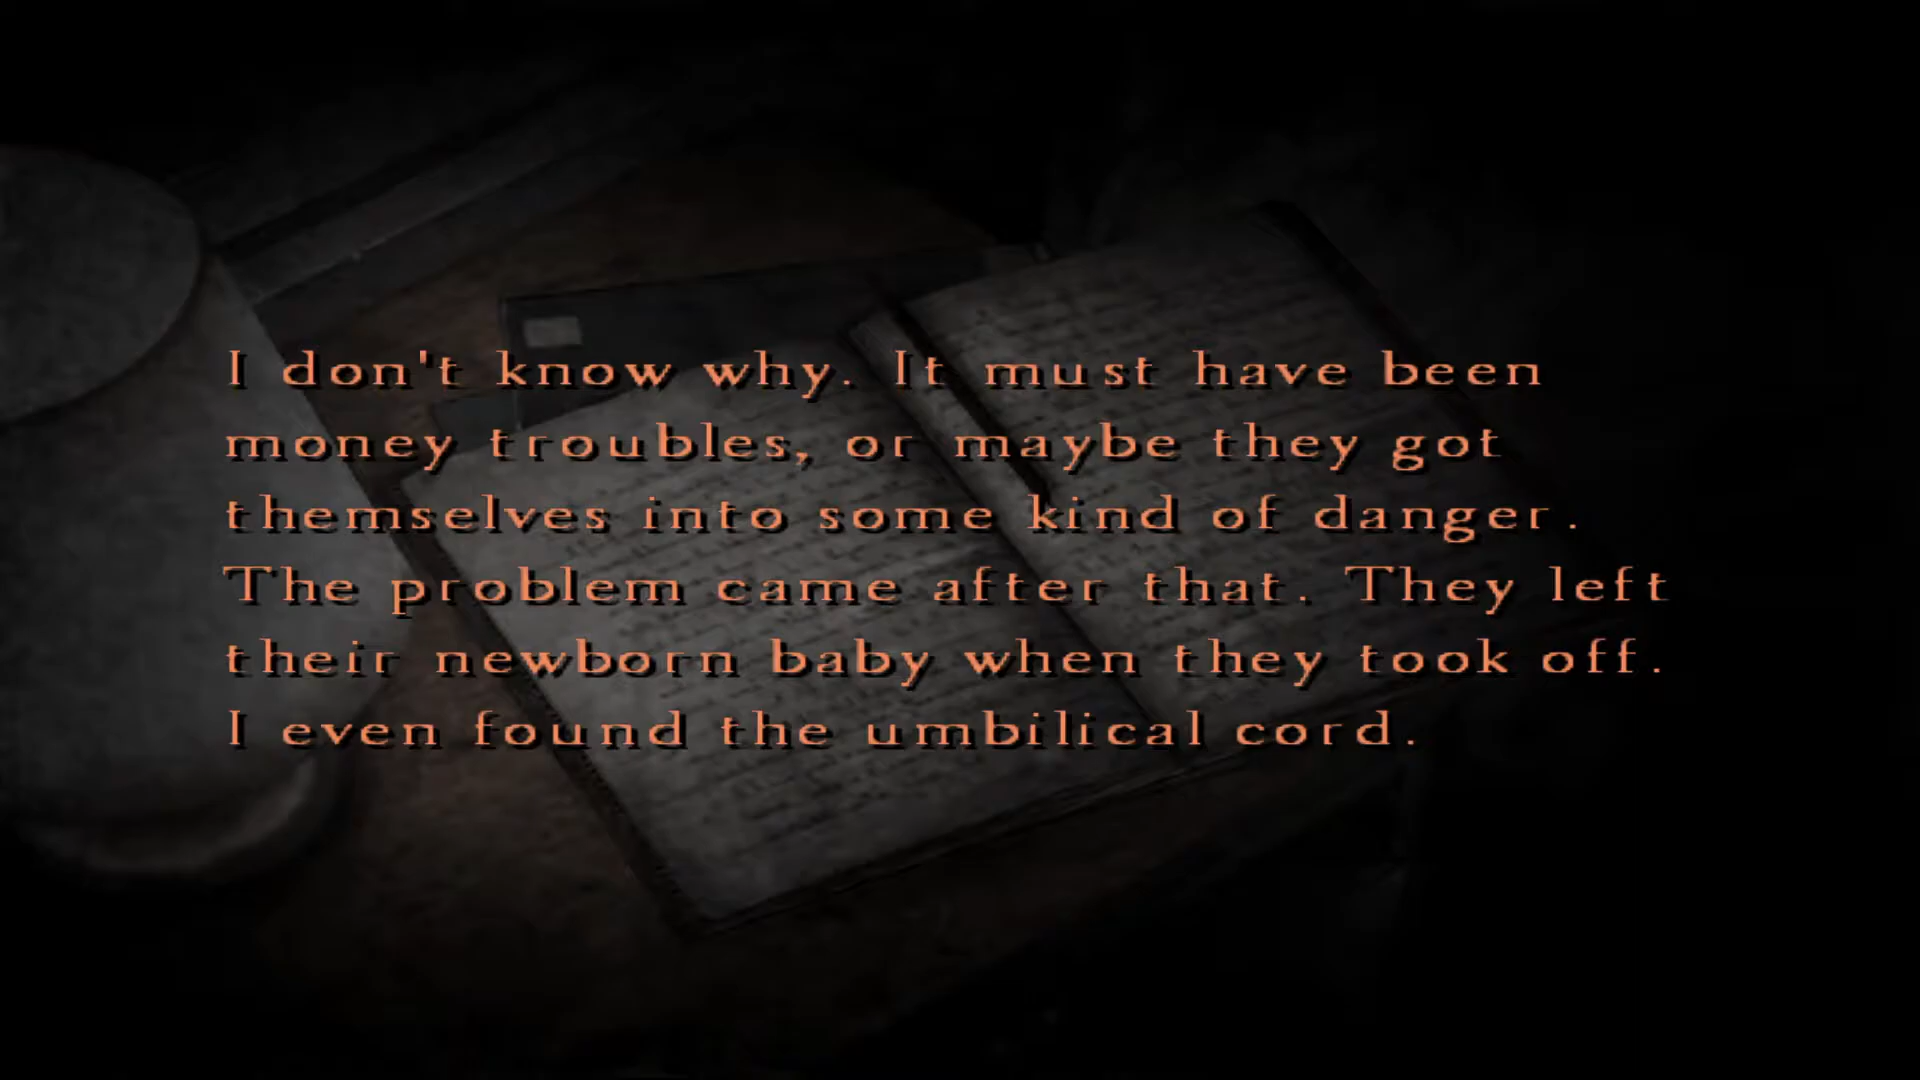 I don't know why. It must have been
money troubles, or maybe they got
themselves into some kind of danger.
The problem came after that. They left
their newborn baby when they took off.
I even found the umbilical cord.